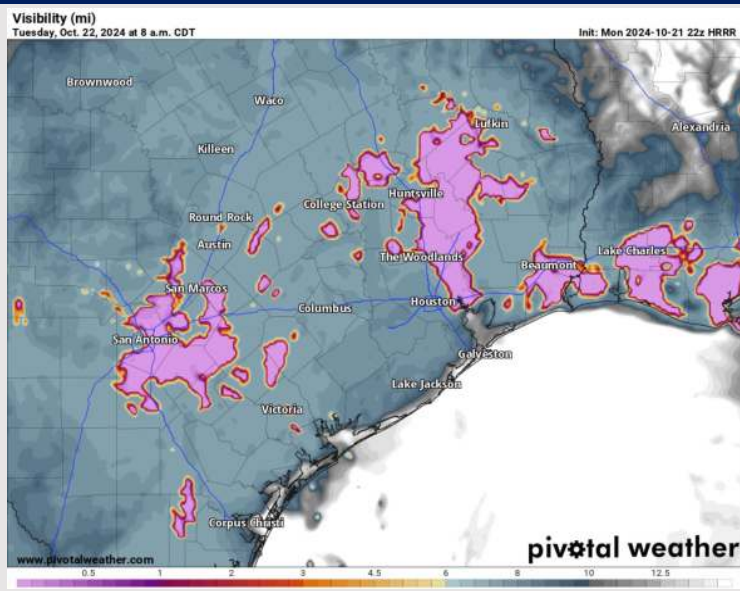 Visibility (mi)
Tuesday, Oct. 22, 2024 at 8 a.m. CDT
Init: Mon 2024-10-21 22z HRRR
Brownwood
Waco
Lufkin
Alexandria
Killeen
Huntsville
College Station
Round Rock
Austin
The Woodlands
Lake Charles
Beaumont
San Marcos
Houston
Columbus
San Antonio
Galveston
Lake Jackson
Victoria
Corpus Christi
www.pivotalweather.com
pivotal weather
0.5 1 2 3 4.5 6 8 10 12.5